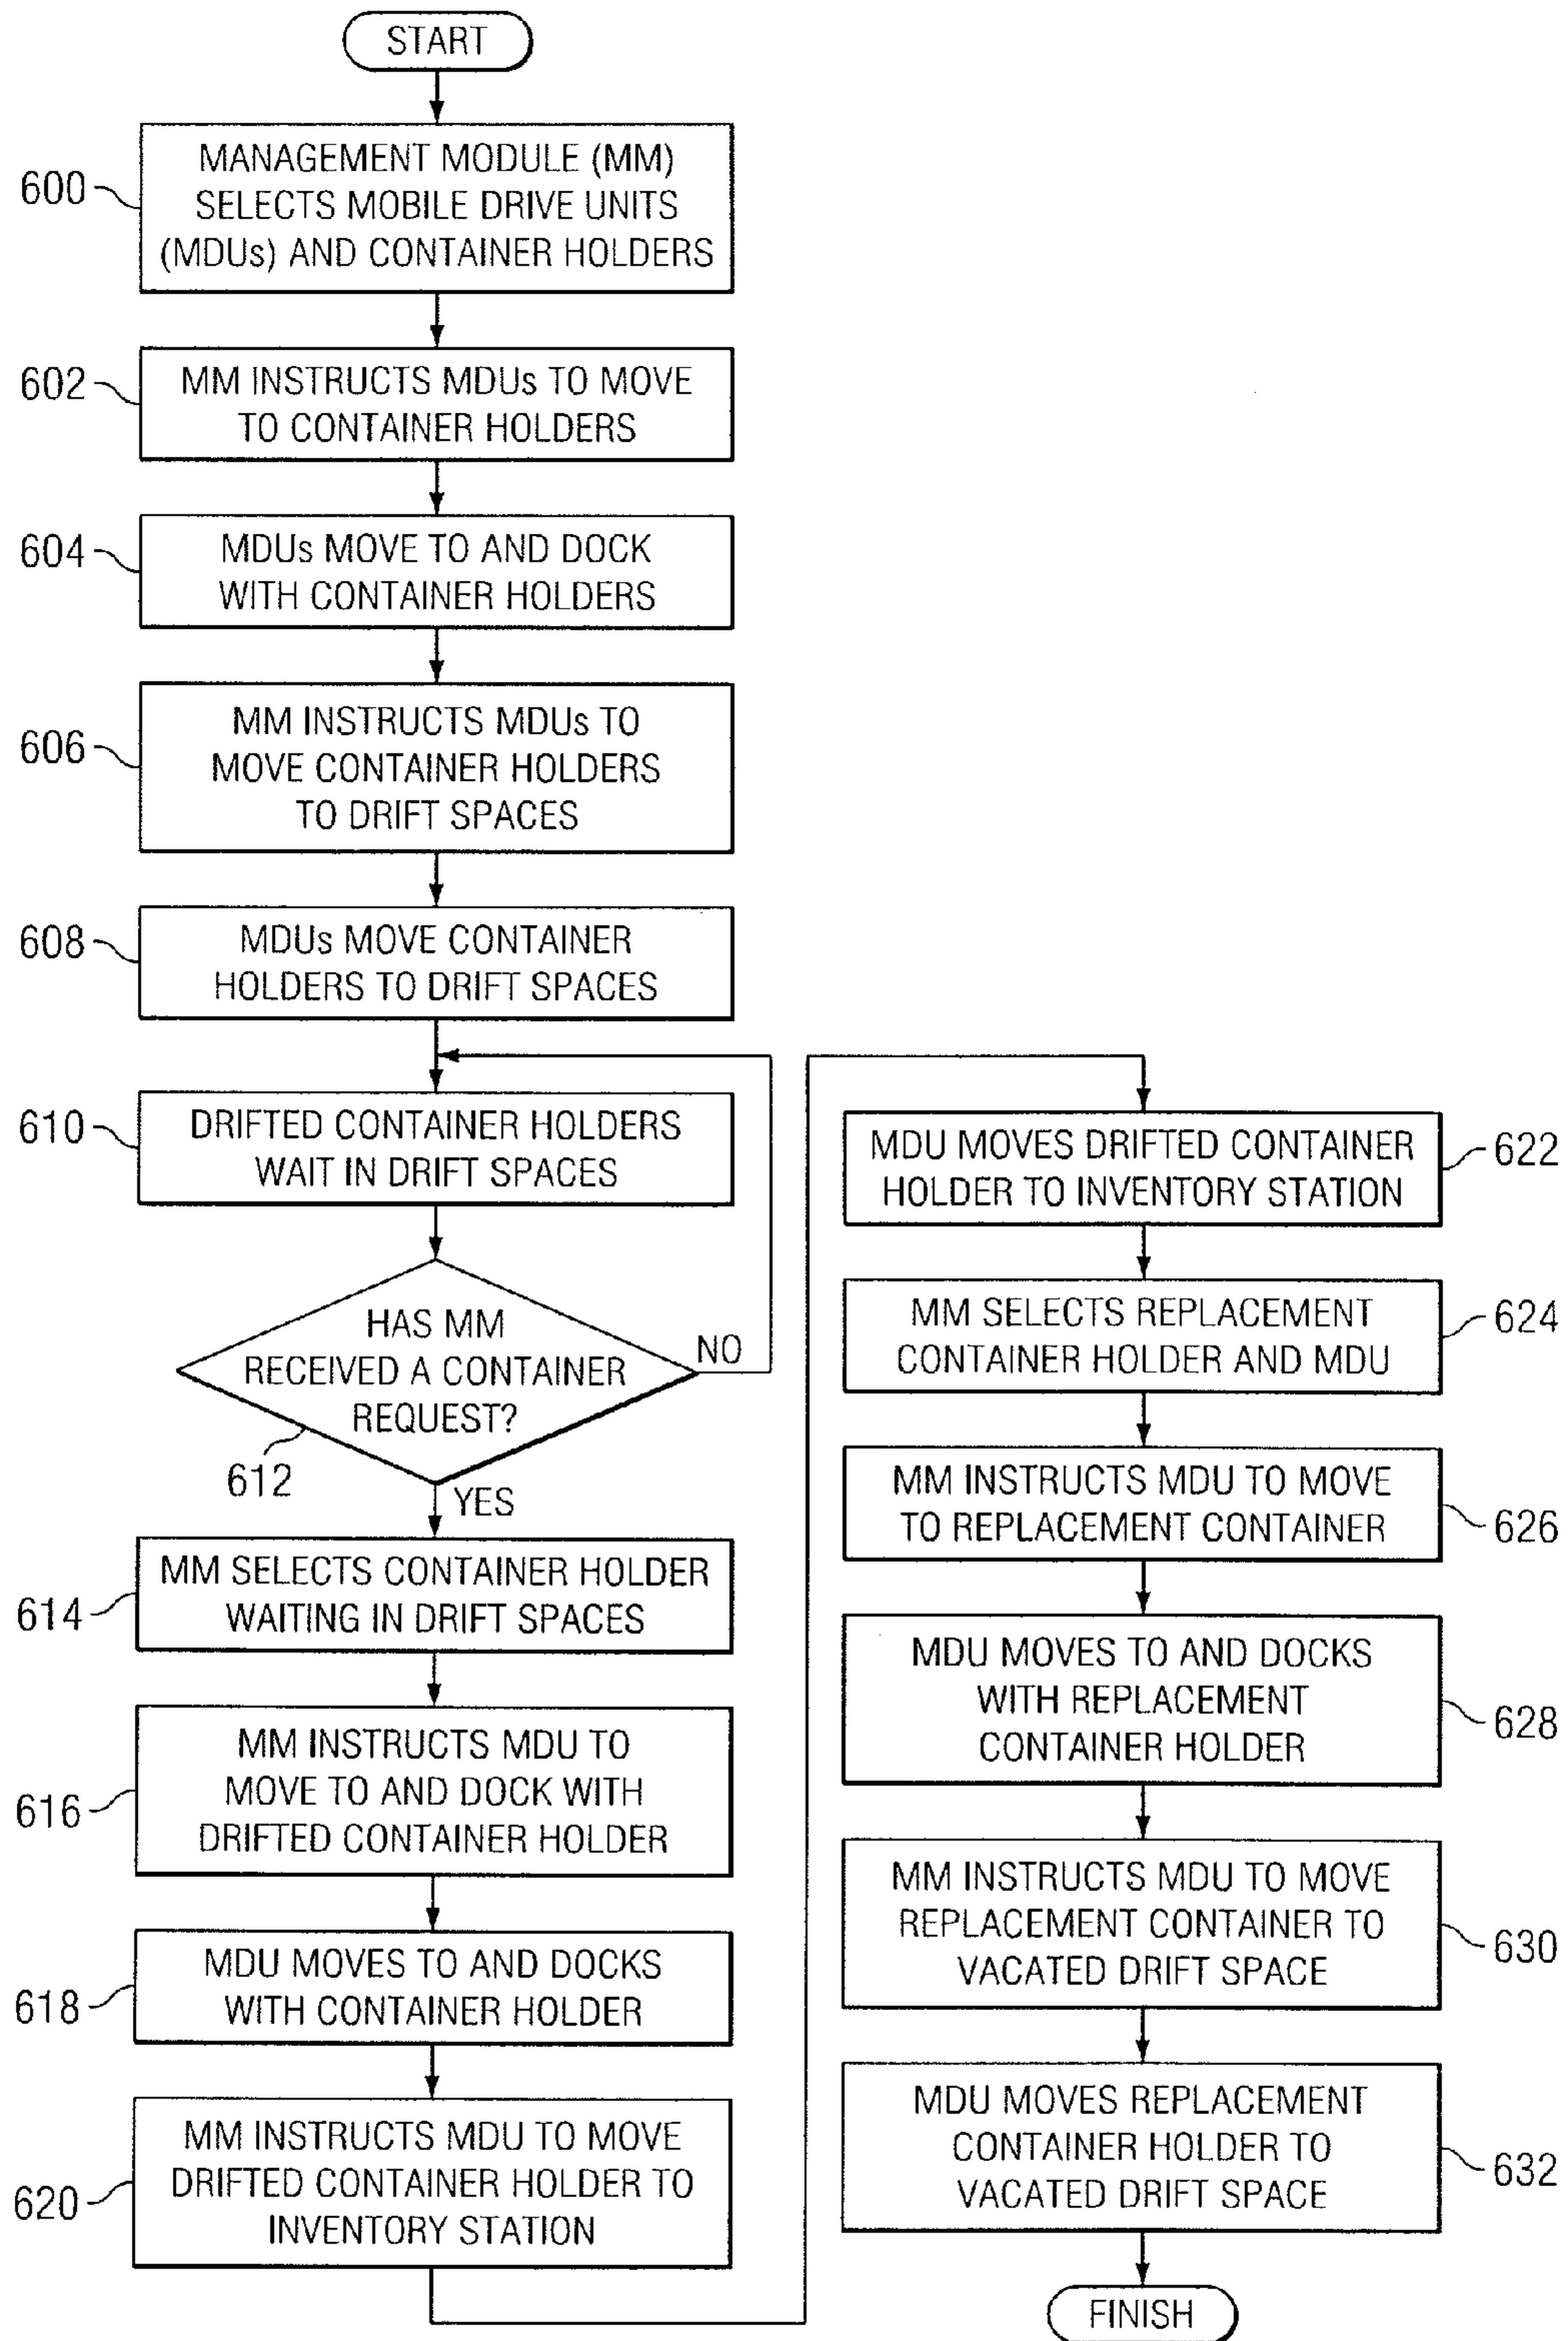 START
600
MANAGEMENT MODULE (MM)
SELECTS MOBILE DRIVE UNITS
(MDUs) AND CONTAINER HOLDERS
602
MM INSTRUCTS MDUs TO MOVE
TO CONTAINER HOLDERS
604
MDUs MOVE TO AND DOCK
WITH CONTAINER HOLDERS
606
MM INSTRUCTS MDUs TO
MOVE CONTAINER HOLDERS
TO DRIFT SPACES
608
MDUs MOVE CONTAINER
HOLDERS TO DRIFT SPACES
610
DRIFTED CONTAINER HOLDERS
WAIT IN DRIFT SPACES
HAS MM
RECEIVED A CONTAINER
REQUEST?
NO
612
YES
614
MM SELECTS CONTAINER HOLDER
WAITING IN DRIFT SPACES
616
MM INSTRUCTS MDU TO
MOVE TO AND DOCK WITH
DRIFTED CONTAINER HOLDER
618
MDU MOVES TO AND DOCKS
WITH CONTAINER HOLDER
620
MM INSTRUCTS MDU TO MOVE
DRIFTED CONTAINER HOLDER TO
INVENTORY STATION
MDU MOVES DRIFTED CONTAINER
HOLDER TO INVENTORY STATION
622
MM SELECTS REPLACEMENT
CONTAINER HOLDER AND MDU
624
MM INSTRUCTS MDU TO MOVE
TO REPLACEMENT CONTAINER
626
MDU MOVES TO AND DOCKS
WITH REPLACEMENT
CONTAINER HOLDER
628
MM INSTRUCTS MDU TO MOVE
REPLACEMENT CONTAINER TO
VACATED DRIFT SPACE
630
MDU MOVES REPLACEMENT
CONTAINER HOLDER TO
VACATED DRIFT SPACE
632
FINISH